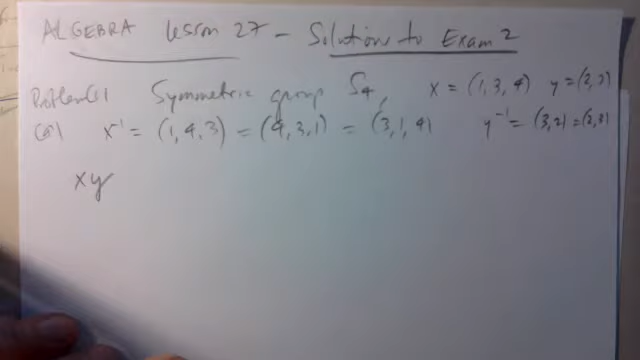 ALGEBRA Lesson 27 - Solution to Exam 2
Problem 1 Symmetric group S4, x = (1,3,4) y = (2,3)
(a) x⁻¹ = (1,4,3) = (4,3,1) = (3,1,4) y⁻¹ = (3,2) = (2,3)
xy